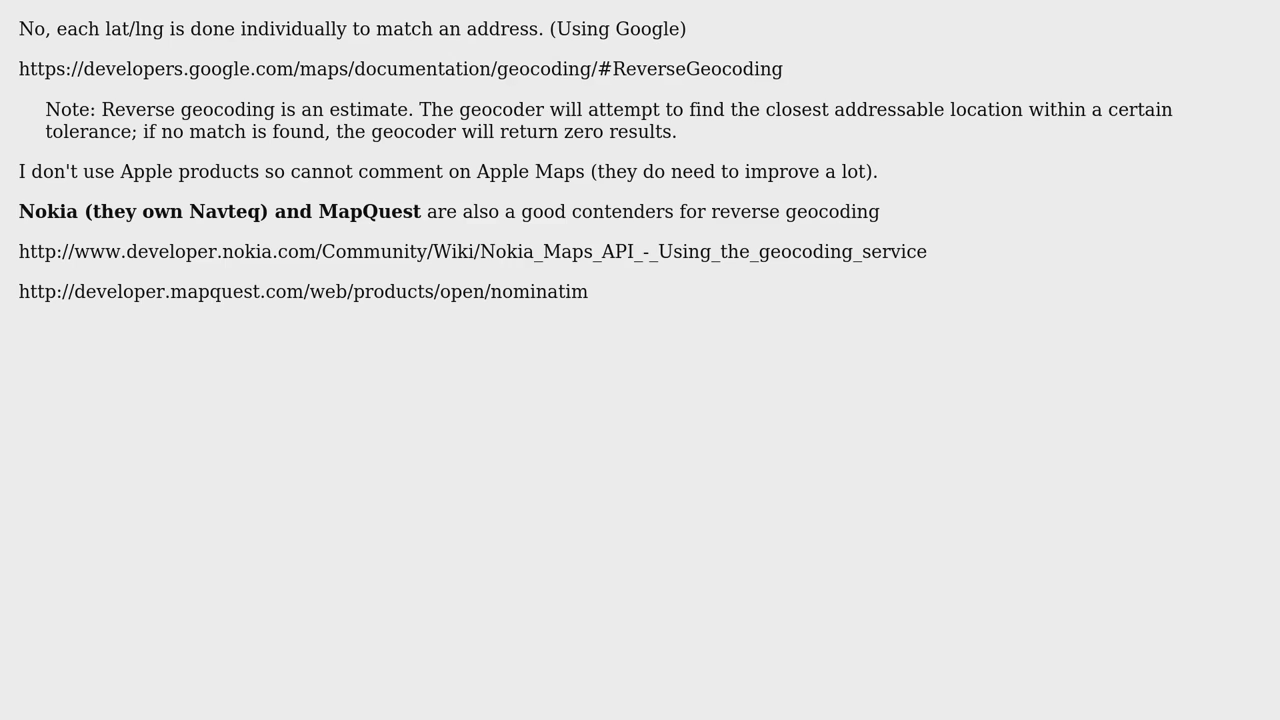 No, each lat/lng is done individually to match an address. (Using Google)
https://developers.google.com/maps/documentation/geocoding/#ReverseGeocoding
Note: Reverse geocoding is an estimate. The geocoder will attempt to find the closest addressable location within a certain
tolerance; if no match is found, the geocoder will return zero results.
I don't use Apple products so cannot comment on Apple Maps (they do need to improve a lot).
Nokia (they own Navteq) and MapQuest are also a good contenders for reverse geocoding
http://www.developer.nokia.com/Community/Wiki/Nokia_Maps_API_-_Using_the_geocoding_service
http://developer.mapquest.com/web/products/open/nominatim